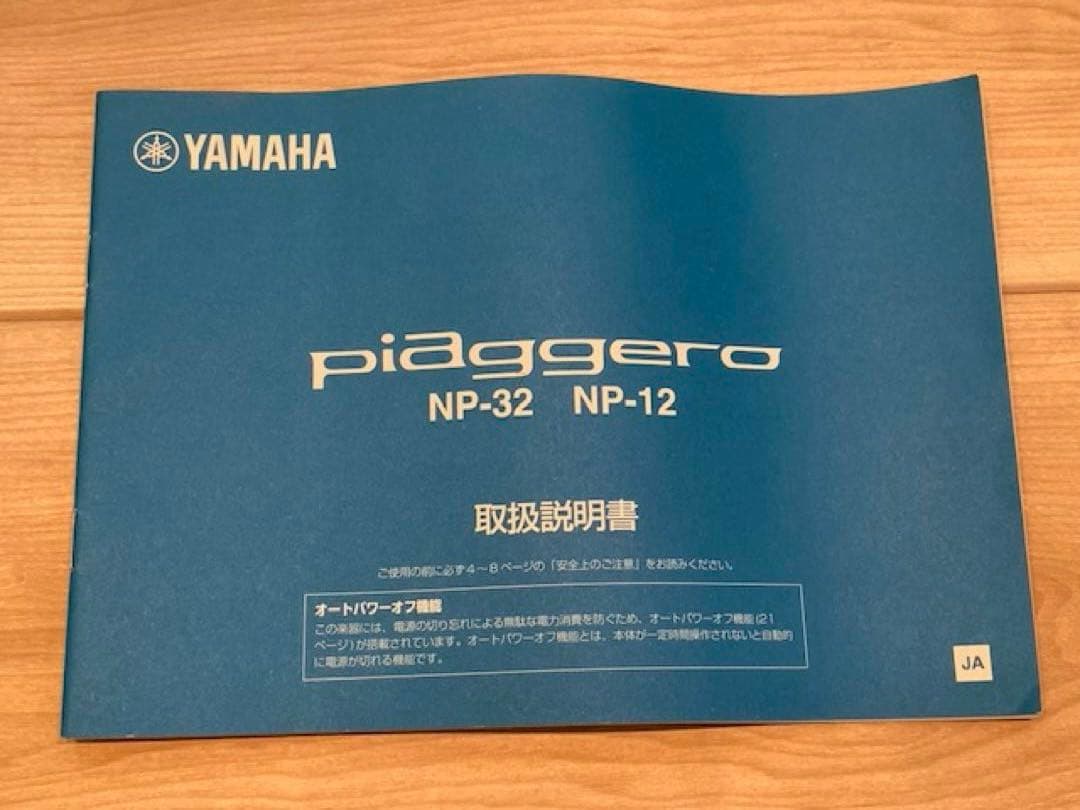 YAMAHA
piaggero
NP-32 NP-12
取扱説明書
ご使用の前に必ず4〜8ページの「安全上のご注意」をお読みください。
オートパワーオフ機能
この楽器には、電源の切り忘れによる無駄な電力消費を防ぐため、オートパワーオフ機能(21
ページ)が搭載されています。オートパワーオフ機能とは、本体が一定時間操作されないと自動的
に電源が切れる機能です。
JA